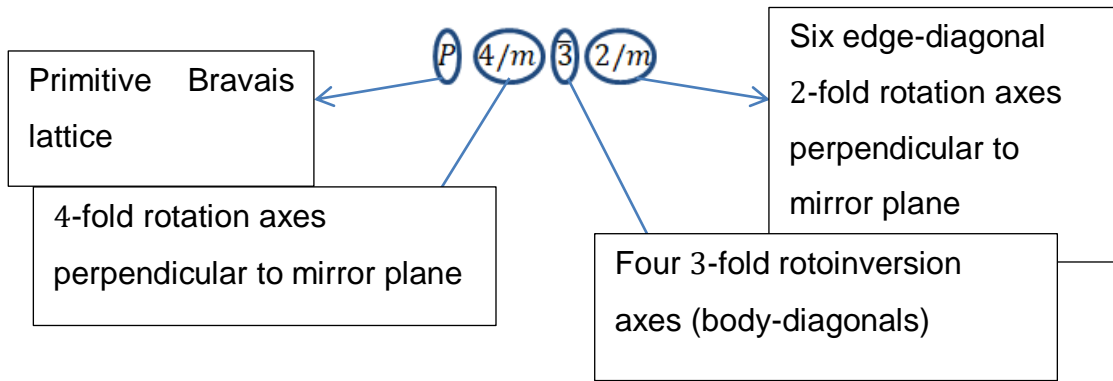 P 4/m 3̅ 2/m
Primitive Bravais
lattice
4-fold rotation axes
perpendicular to mirror plane
Six edge-diagonal
2-fold rotation axes
perpendicular to
mirror plane
Four 3-fold rotoinversion
axes (body-diagonals)